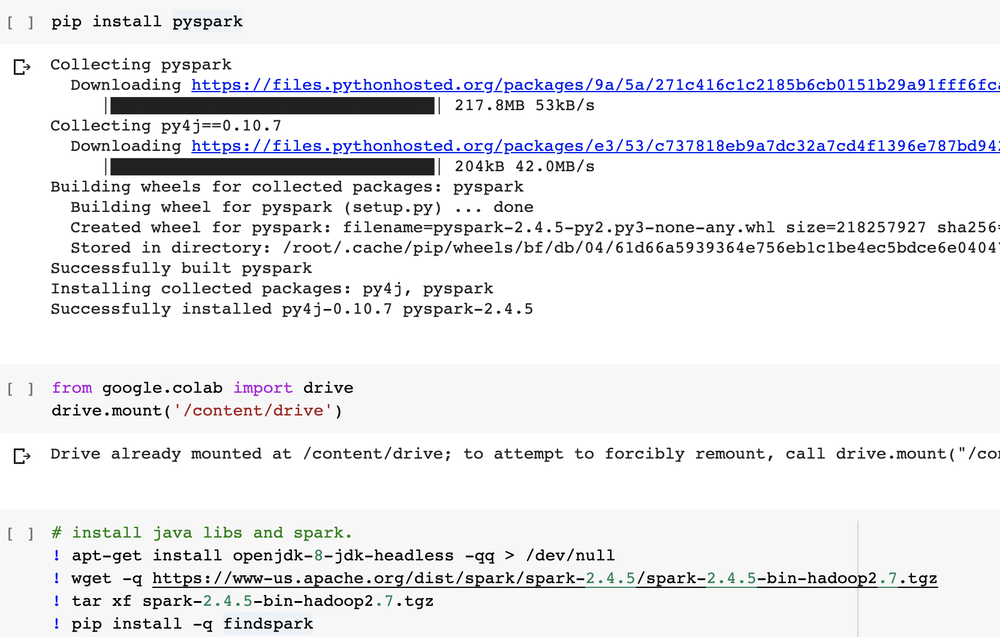 [ ] pip install pyspark
Collecting pyspark
Downloading https://files.pythonhosted.org/packages/9a/5a/271c416c1c2185b6cb0151b29a91fff6fc
217.8MB 53kB/s
Collecting py4j==0.10.7
Downloading https://files.pythonhosted.org/packages/e3/53/c737818eb9a7dc32a7cd4f1396e787bd94
204kB 42.0MB/s
Building wheels for collected packages: pyspark
Building wheel for pyspark (setup.py) ... done
Created wheel for pyspark: filename=pyspark-2.4.5-py2.py3-none-any.whl size=218257927 sha256=
Stored in directory: /root/.cache/pip/wheels/bf/db/04/61d66a5939364e756eb1c1be4ec5bdce6e0404
Successfully built pyspark
Installing collected packages: py4j, pyspark
Successfully installed py4j-0.10.7 pyspark-2.4.5
[ ] from google.colab import drive
drive.mount('/content/drive')
Drive already mounted at /content/drive; to attempt to forcibly remount, call drive.mount("/co
[ ] # install java libs and spark.
! apt-get install openjdk-8-jdk-headless -qq > /dev/null
! wget -q https://www-us.apache.org/dist/spark/spark-2.4.5/spark-2.4.5-bin-hadoop2.7.tgz
! tar xf spark-2.4.5-bin-hadoop2.7.tgz
! pip install -q findspark